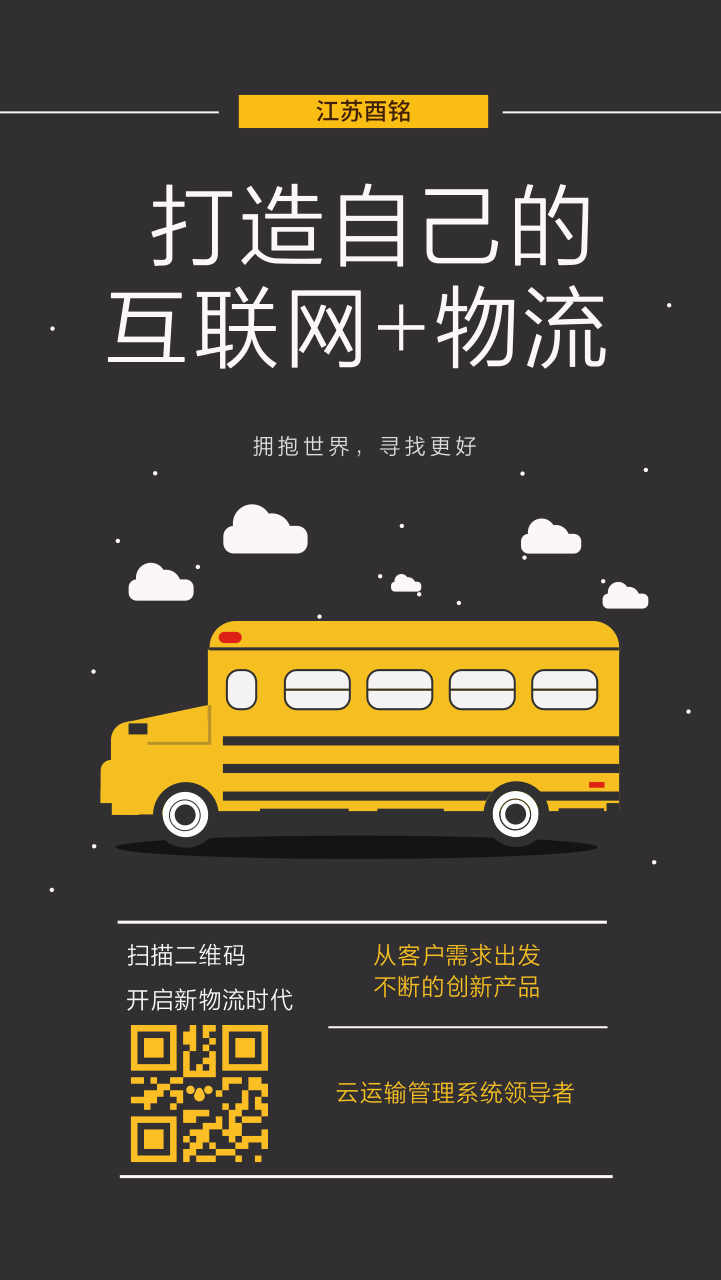 江苏酉铭
打造自己的
互联网+物流
拥抱世界，寻找更好
扫描二维码
开启新物流时代
从客户需求出发
不断的创新产品
云运输管理系统领导者